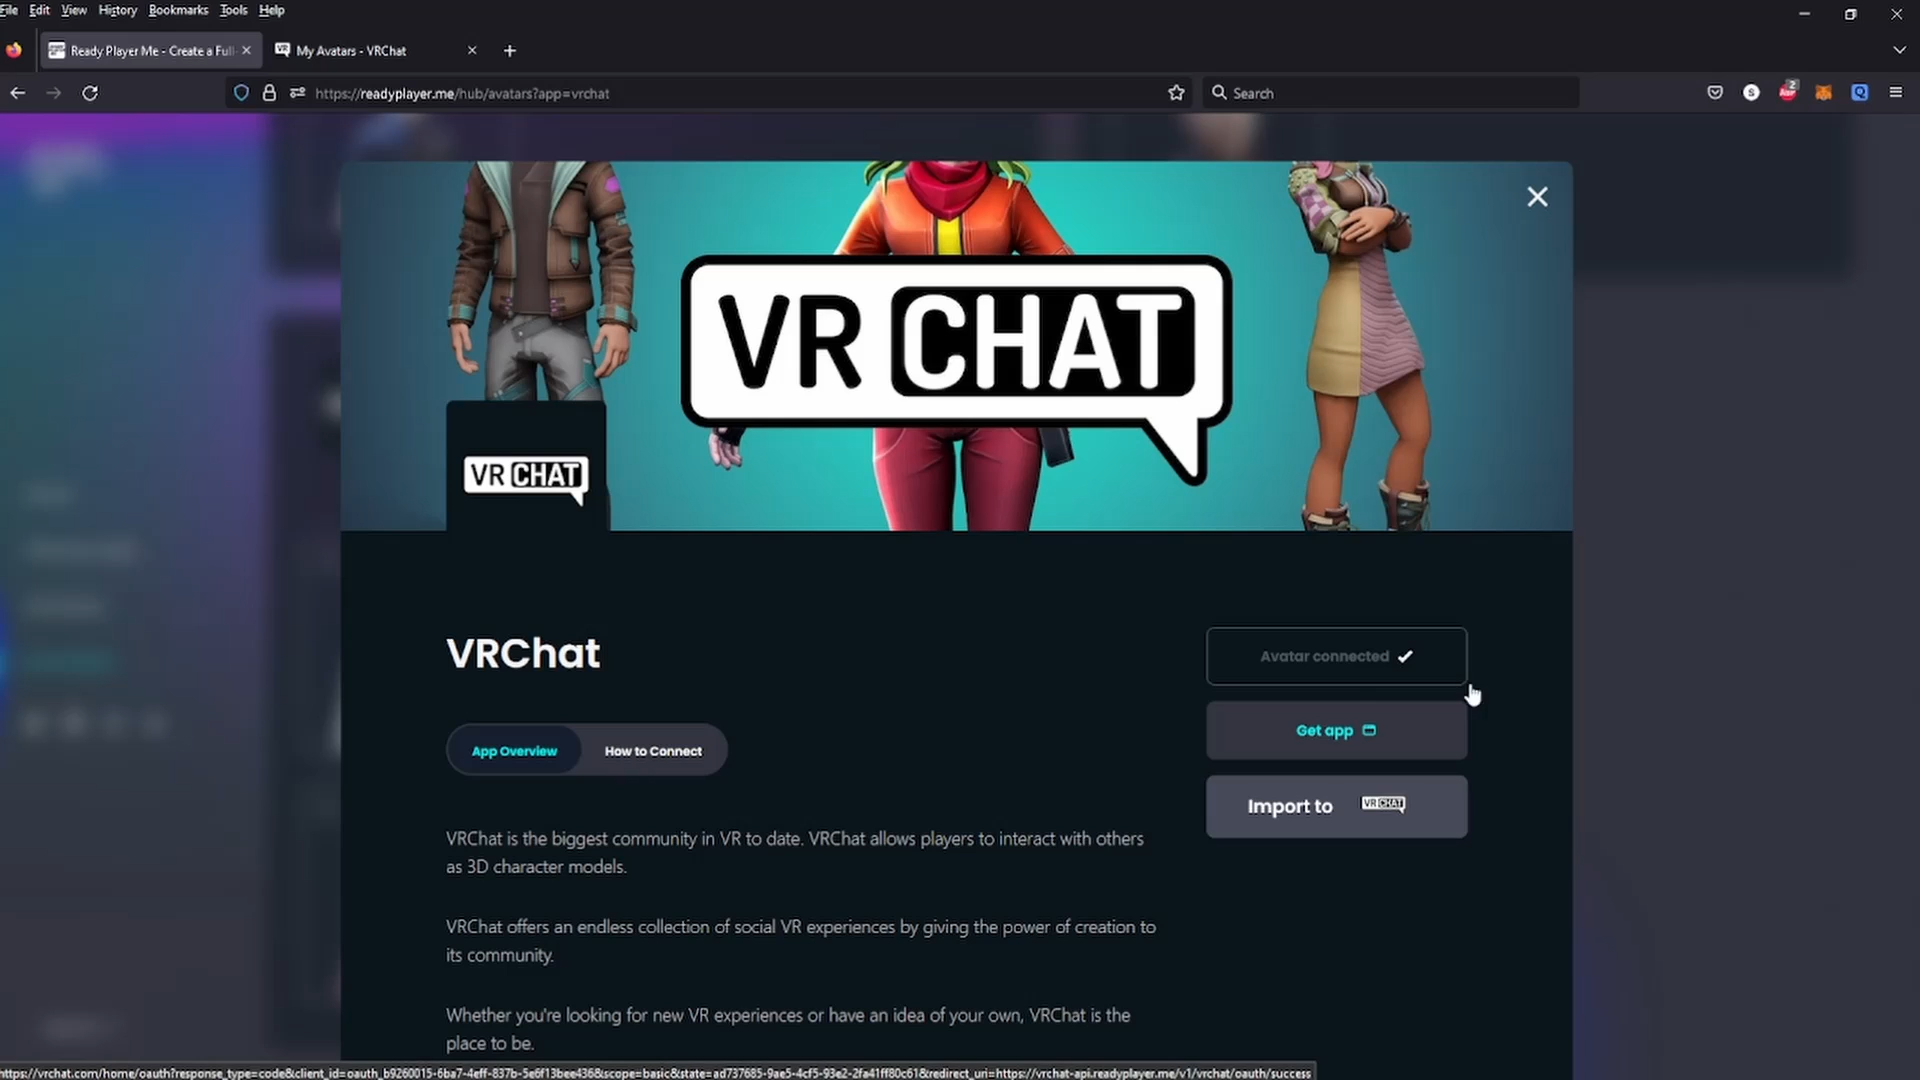 File Edit View History Bookmarks Tools Help
Ready Player Me - Create a Full-
My Avatars - VRChat
https://readyplayer.me/hub/avatars?app=vrchat
Search
2
S
ABP
VR CHAT
VR CHAT
VRChat
Avatar connected
Get app
Import to VR CHAT
App Overview
How to Connect
VRChat is the biggest community in VR to date. VRChat allows players to interact with others
as 3D character models.
VRChat offers an endless collection of social VR experiences by giving the power of creation to
its community.
Whether you're looking for new VR experiences or have an idea of your own, VRChat is the
place to be.
https://vrchat.com/home/oauth?response_type=code&client_id=oauth_b9260015-6ba7-4eff-837b-5e6f13bee436&scope=basic&state=ad737685-9ae5-4cf5-93e2-2fa41ff80c61&redirect_uri=https://vrchat-api.readyplayer.me/v1/vrchat/oauth/success